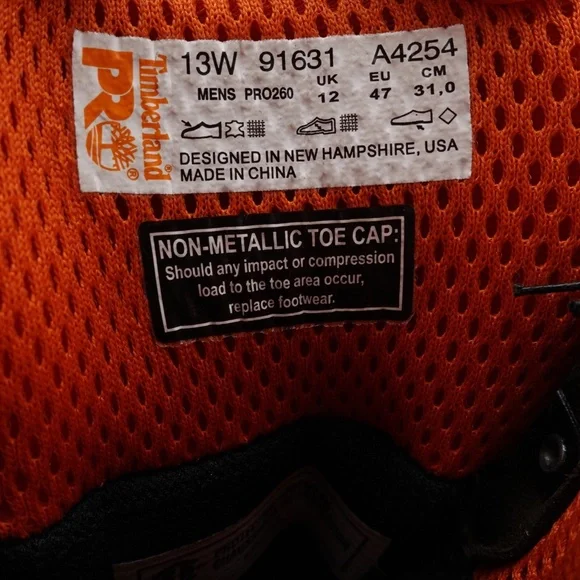 Timberland PRO ®
13W 91631 A4254
UK EU CM
MENS PRO260 12 47 31,0
DESIGNED IN NEW HAMPSHIRE, USA
MADE IN CHINA
NON-METALLIC TOE CAP:
Should any impact or compression
load to the toe area occur,
replace footwear.